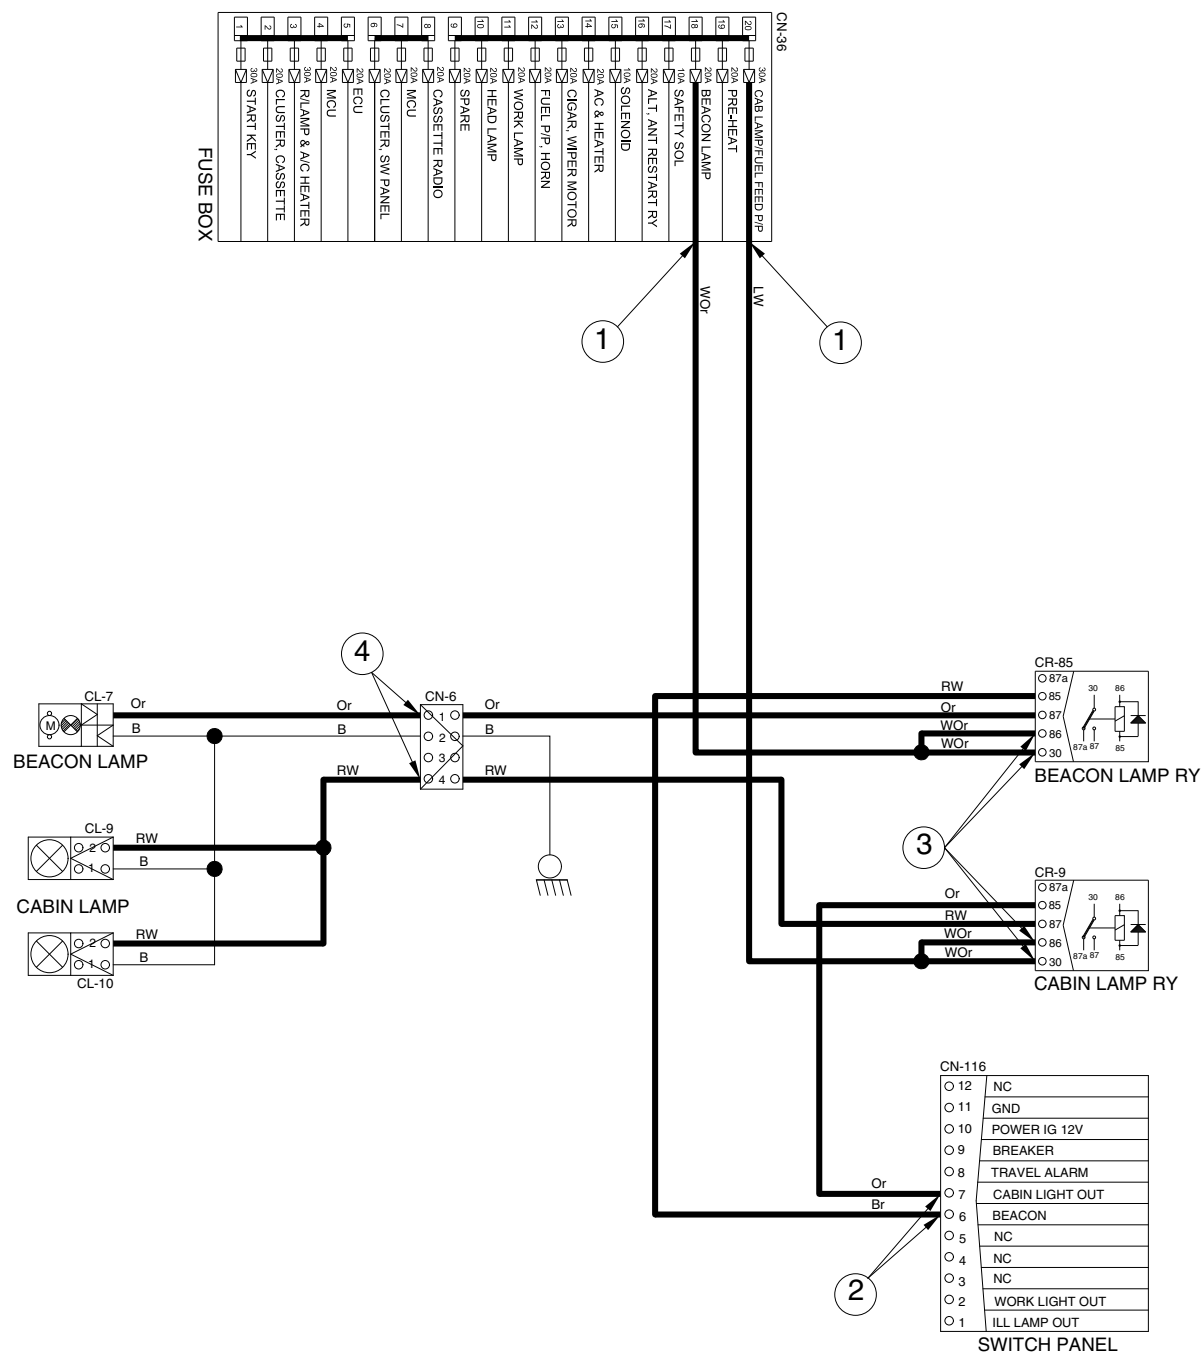 CN-36
1 2 3 4 5 6 7 8 9 10 11 12 13 14 15 16 17 18 19 20
30A START KEY
20A CLUSTER, CASSETTE
30A R/LAMP & A/C HEATER
20A MCU
20A ECU
20A CLUSTER, SW PANEL
20A MCU
20A CASSETTE RADIO
20A SPARE
20A HEAD LAMP
20A WORK LAMP
20A FUEL P/P, HORN
20A CIGAR, WIPER MOTOR
20A AC & HEATER
10A SOLENOID
20A ALT, ANT RESTART RY
10A SAFETY SOL
20A BEACON LAMP
20A PRE-HEAT
30A CAB LAMP/FUEL FEED P/P
FUSE BOX
WOr
LW
1
1
4
CL-7
M
Or
B
BEACON LAMP
Or
B
RW
CN-6
1
2
3
4
Or
B
RW
CL-9
2
1
RW
B
CABIN LAMP
2
1
RW
B
CL-10
CR-85
87a
85
87
86
30
RW
Or
WOr
WOr
30 86
87a 87 85
BEACON LAMP RY
3
CR-9
87a
85
87
86
30
Or
RW
WOr
WOr
30 86
87a 87 85
CABIN LAMP RY
CN-116
12 NC
11 GND
10 POWER IG 12V
9 BREAKER
8 TRAVEL ALARM
Or 7 CABIN LIGHT OUT
Br 6 BEACON
5 NC
4 NC
3 NC
2 WORK LIGHT OUT
1 ILL LAMP OUT
SWITCH PANEL
2